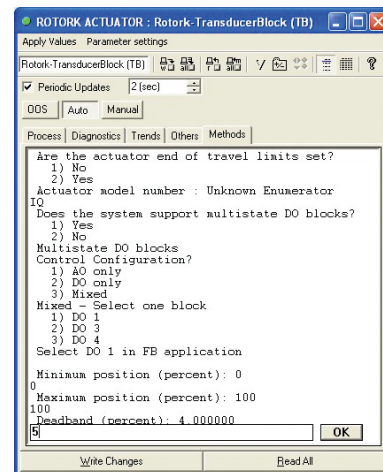 ROTORK ACTUATOR : Rotork-TransducerBlock (TB)
Apply Values Parameter settings
Rotork-TransducerBlock (TB)
Periodic Updates 2 (sec)
OOS Auto Manual
Process Diagnostics Trends Others Methods
Are the actuator end of travel limits set?
1) No
2) Yes
Actuator model number : Unknown Enumerator
IQ
Does the system support multistate DO blocks?
1) Yes
2) No
Multistate DO blocks
Control Configuration?
1) AO only
2) DO only
3) Mixed
Mixed - Select one block
1) DO 1
2) DO 3
3) DO 4
Select DO 1 in FB application
Minimum position (percent): 0
0
Maximum position (percent): 100
100
Deadband (percent): 4.000000
5 OK
Write Changes Read All